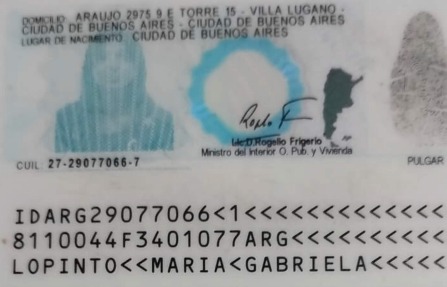 DOMICILIO: ARAUJO 2975 9 E TORRE 15 - VILLA LUGANO -
CIUDAD DE BUENOS AIRES - CIUDAD DE BUENOS AIRES
LUGAR DE NACIMIENTO: CIUDAD DE BUENOS AIRES
Lic.D.Rogelio Frigerio
Ministro del Interior O. Pub. y Vivienda
CUIL: 27-29077066-7
PULGAR
IDARG29077066<1<<<<<<<<<<<<<
8110044F3401077ARG<<<<<<<<<<
LOPINTO<<MARIA<GABRIELA<<<<<